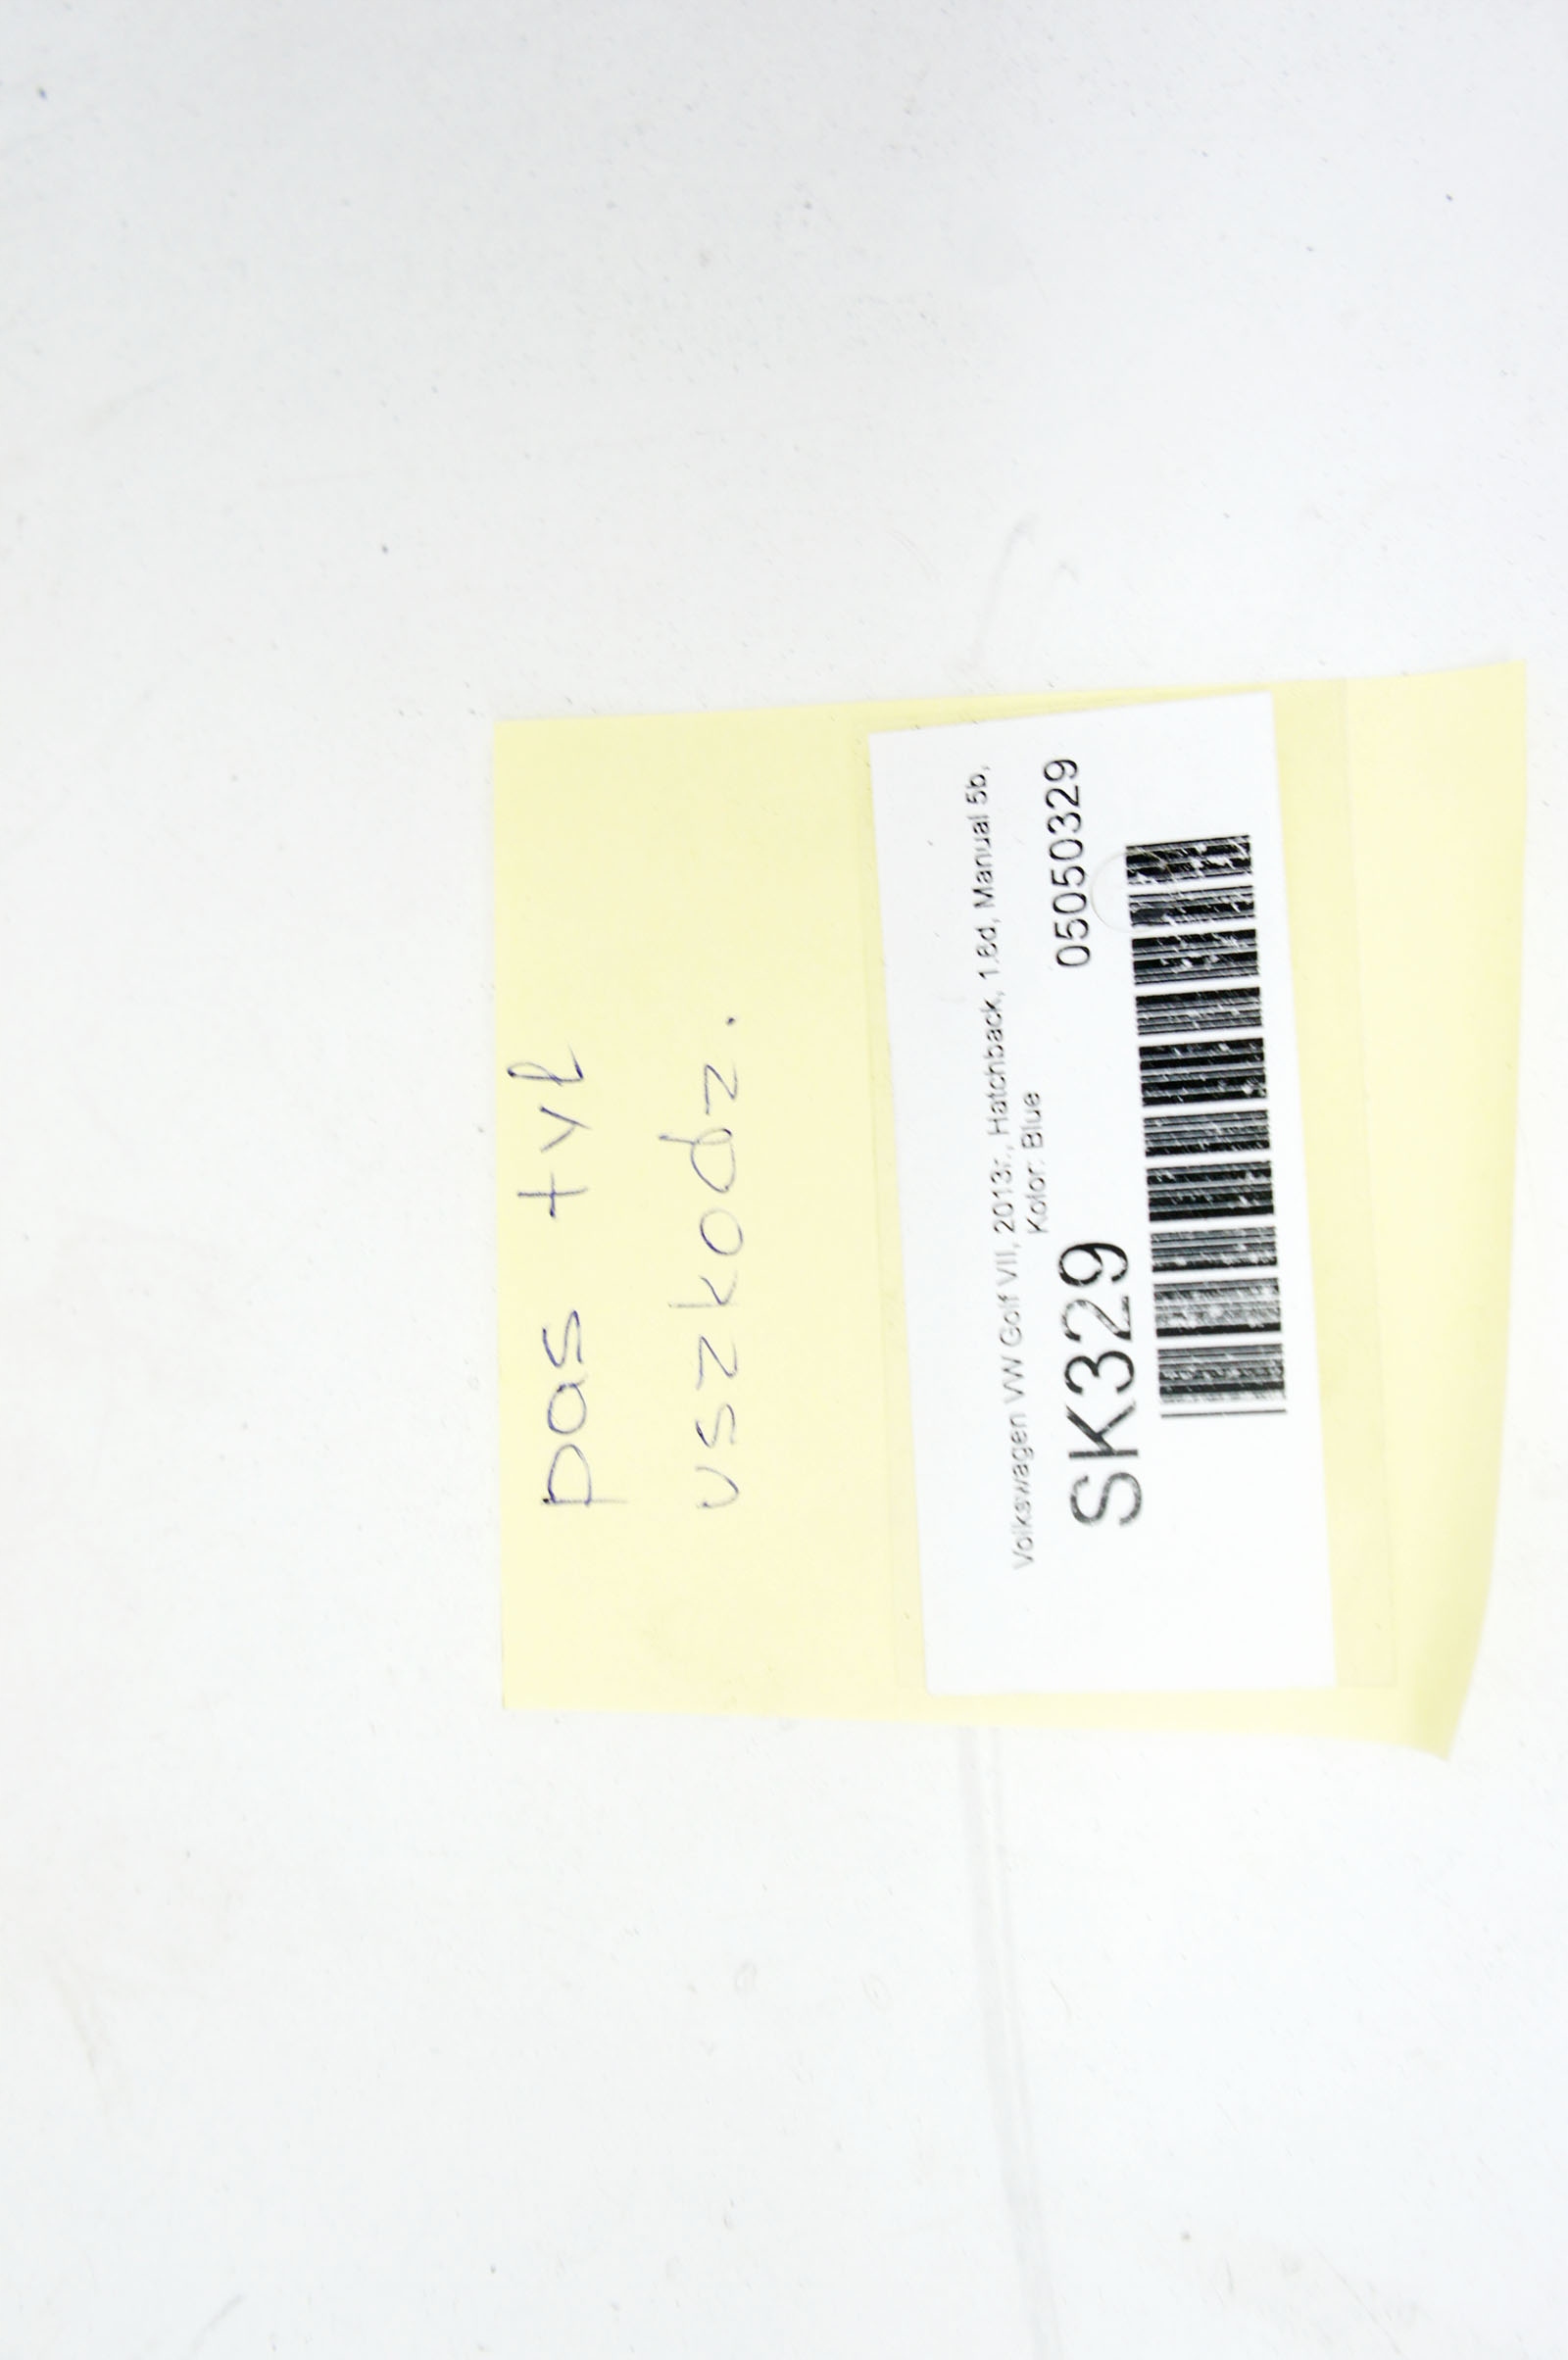 pas tył
uszkodz.
Volkswagen VW Golf VII, 2013r., Hatchback, 1.6d, Manual 5b,
Kolor: Blue
SK329 05050329